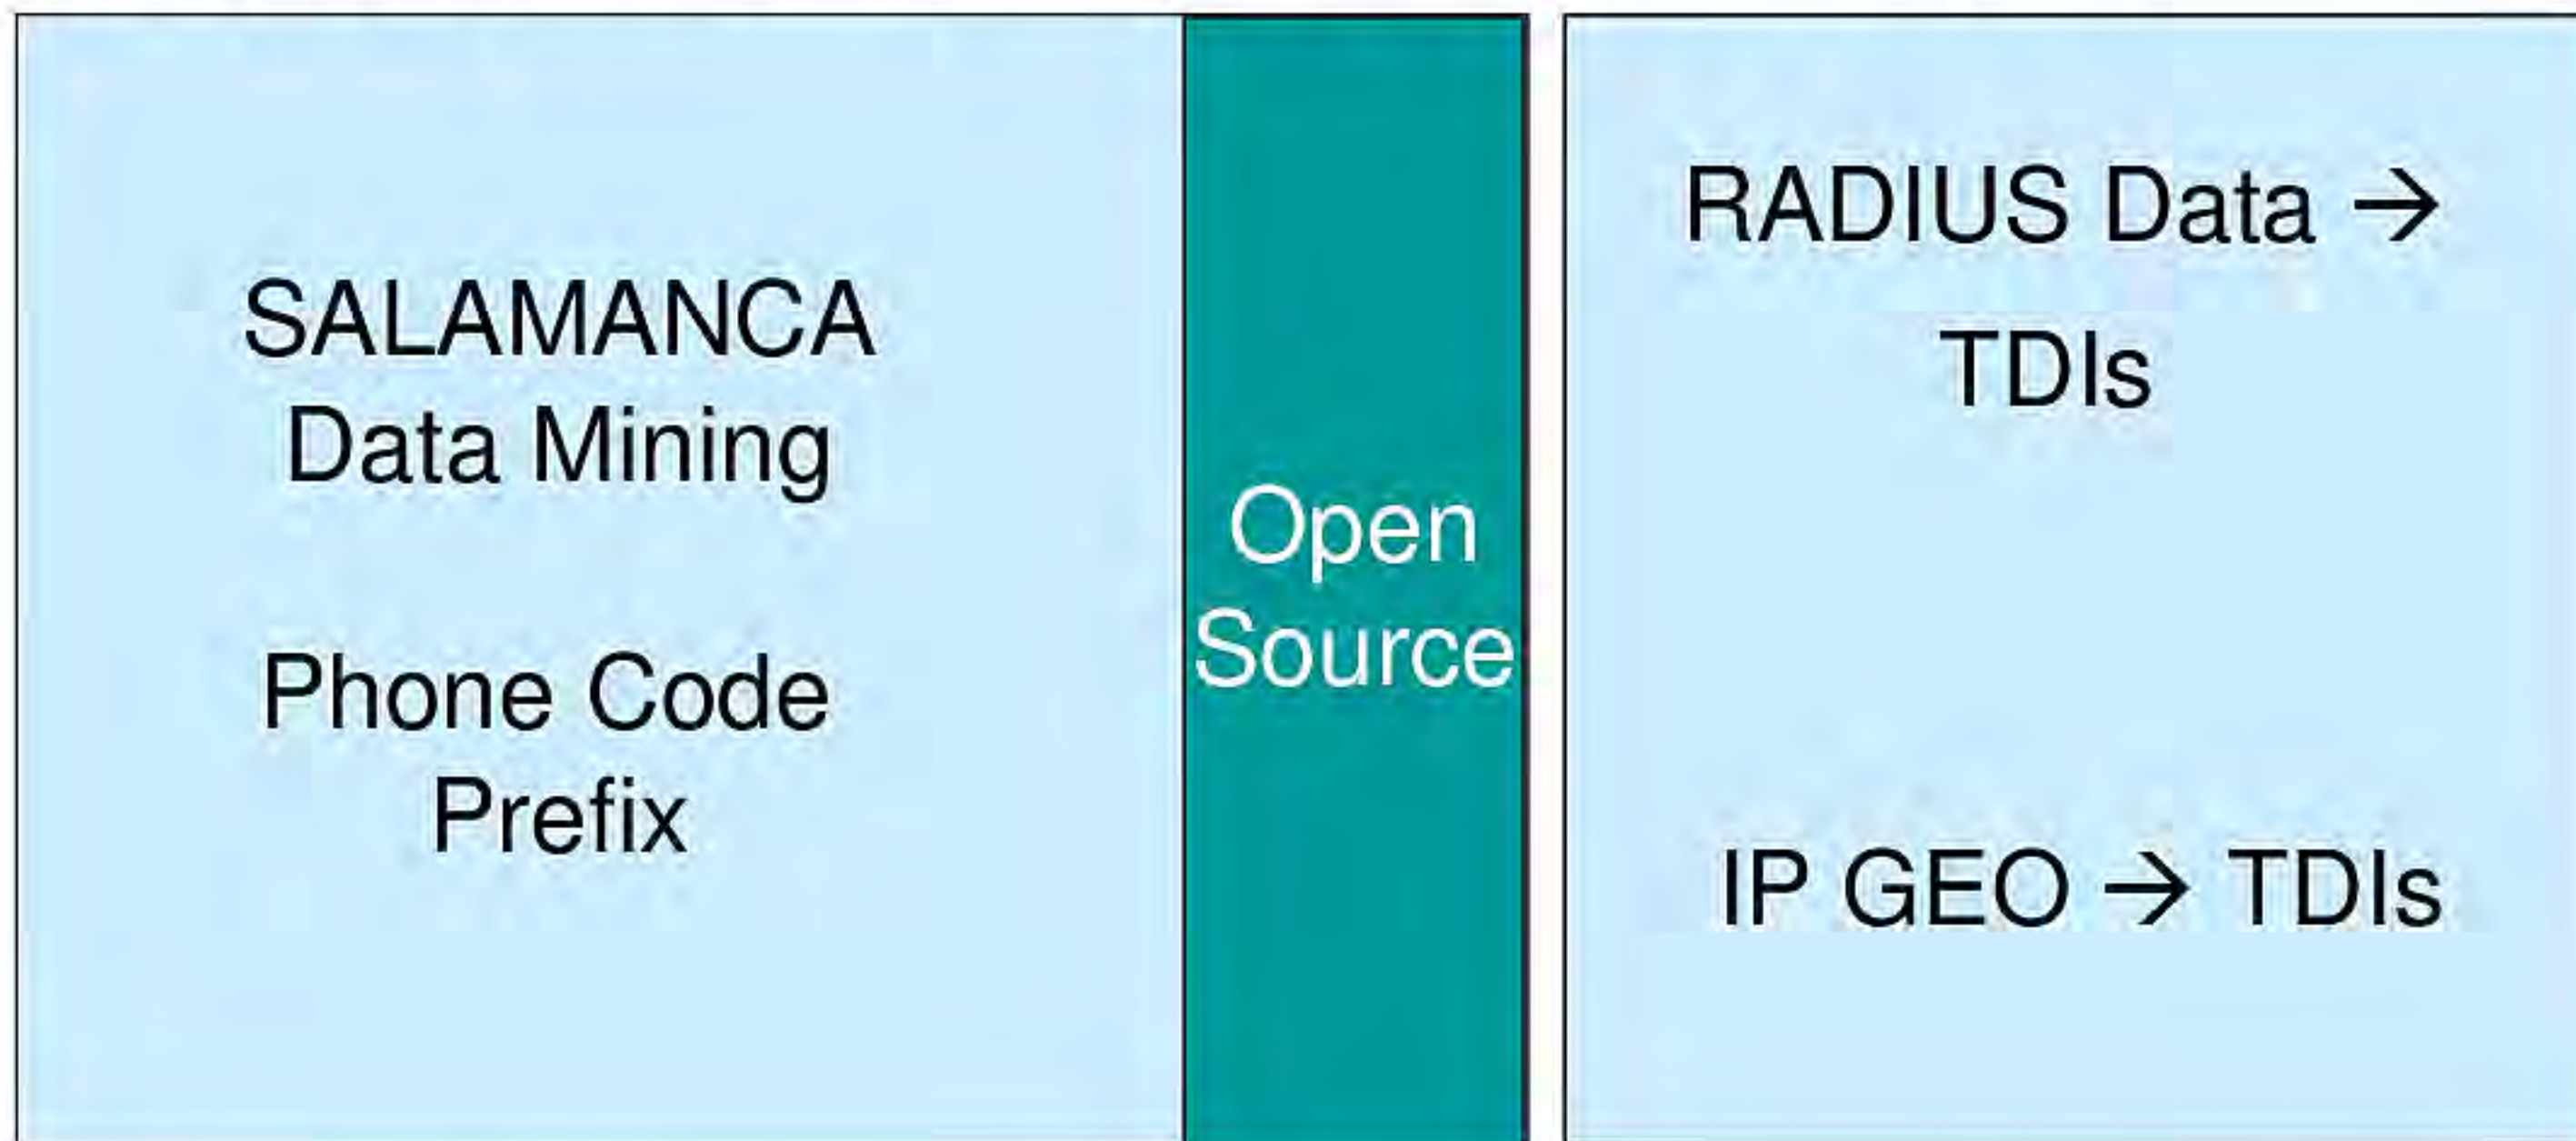 SALAMANCA
Data Mining
Phone Code
Prefix
Open
Source
RADIUS Data →
TDIs
IP GEO → TDIs